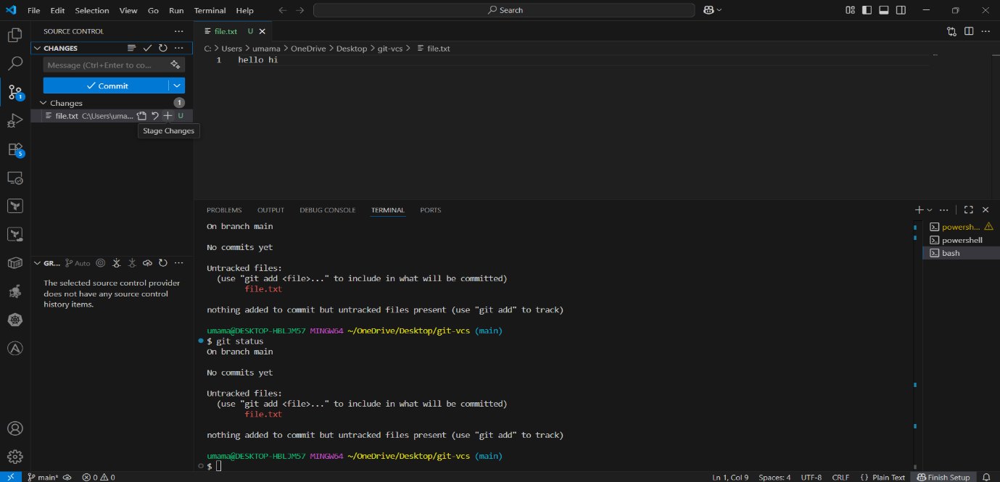 File Edit Selection View Go Run Terminal Help
Search
SOURCE CONTROL
CHANGES
Message (Ctrl+Enter to co...
Commit
Changes 1
file.txt C:\Users\uma... U
Stage Changes
1
5
GR... Auto
The selected source control provider
does not have any source control
history items.
file.txt U
C: > Users > umama > OneDrive > Desktop > git-vcs > file.txt
1 hello hi
PROBLEMS OUTPUT DEBUG CONSOLE TERMINAL PORTS
On branch main
No commits yet
Untracked files:
(use "git add <file>..." to include in what will be committed)
file.txt
nothing added to commit but untracked files present (use "git add" to track)
umama@DESKTOP-HBLJM57 MINGW64 ~/OneDrive/Desktop/git-vcs (main)
$ git status
On branch main
No commits yet
Untracked files:
(use "git add <file>..." to include in what will be committed)
file.txt
nothing added to commit but untracked files present (use "git add" to track)
umama@DESKTOP-HBLJM57 MINGW64 ~/OneDrive/Desktop/git-vcs (main)
$
powersh...
powershell
bash
main* 0 0 Ln 1, Col 9 Spaces: 4 UTF-8 CRLF {} Plain Text Finish Setup